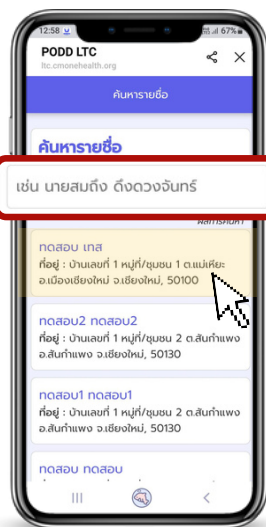 12:58
67%
PODD LTC
ltc.cmonehealth.org
ค้นหารายชื่อ
ค้นหารายชื่อ
เช่น นายสมถึง ดึงดวงจันทร์
ผลการค้นหา
ทดสอบ เทส
ที่อยู่ : บ้านเลขที่ 1 หมู่ที่/ชุมชน 1 ต.แม่เหียะ
อ.เมืองเชียงใหม่ จ.เชียงใหม่, 50100
ทดสอบ2 ทดสอบ2
ที่อยู่ : บ้านเลขที่ 1 หมู่ที่/ชุมชน 2 ต.สันกำแพง
อ.สันกำแพง จ.เชียงใหม่, 50130
ทดสอบ1 ทดสอบ1
ที่อยู่ : บ้านเลขที่ 1 หมู่ที่/ชุมชน 2 ต.สันกำแพง
อ.สันกำแพง จ.เชียงใหม่, 50130
ทดสอบ ทดสอบ